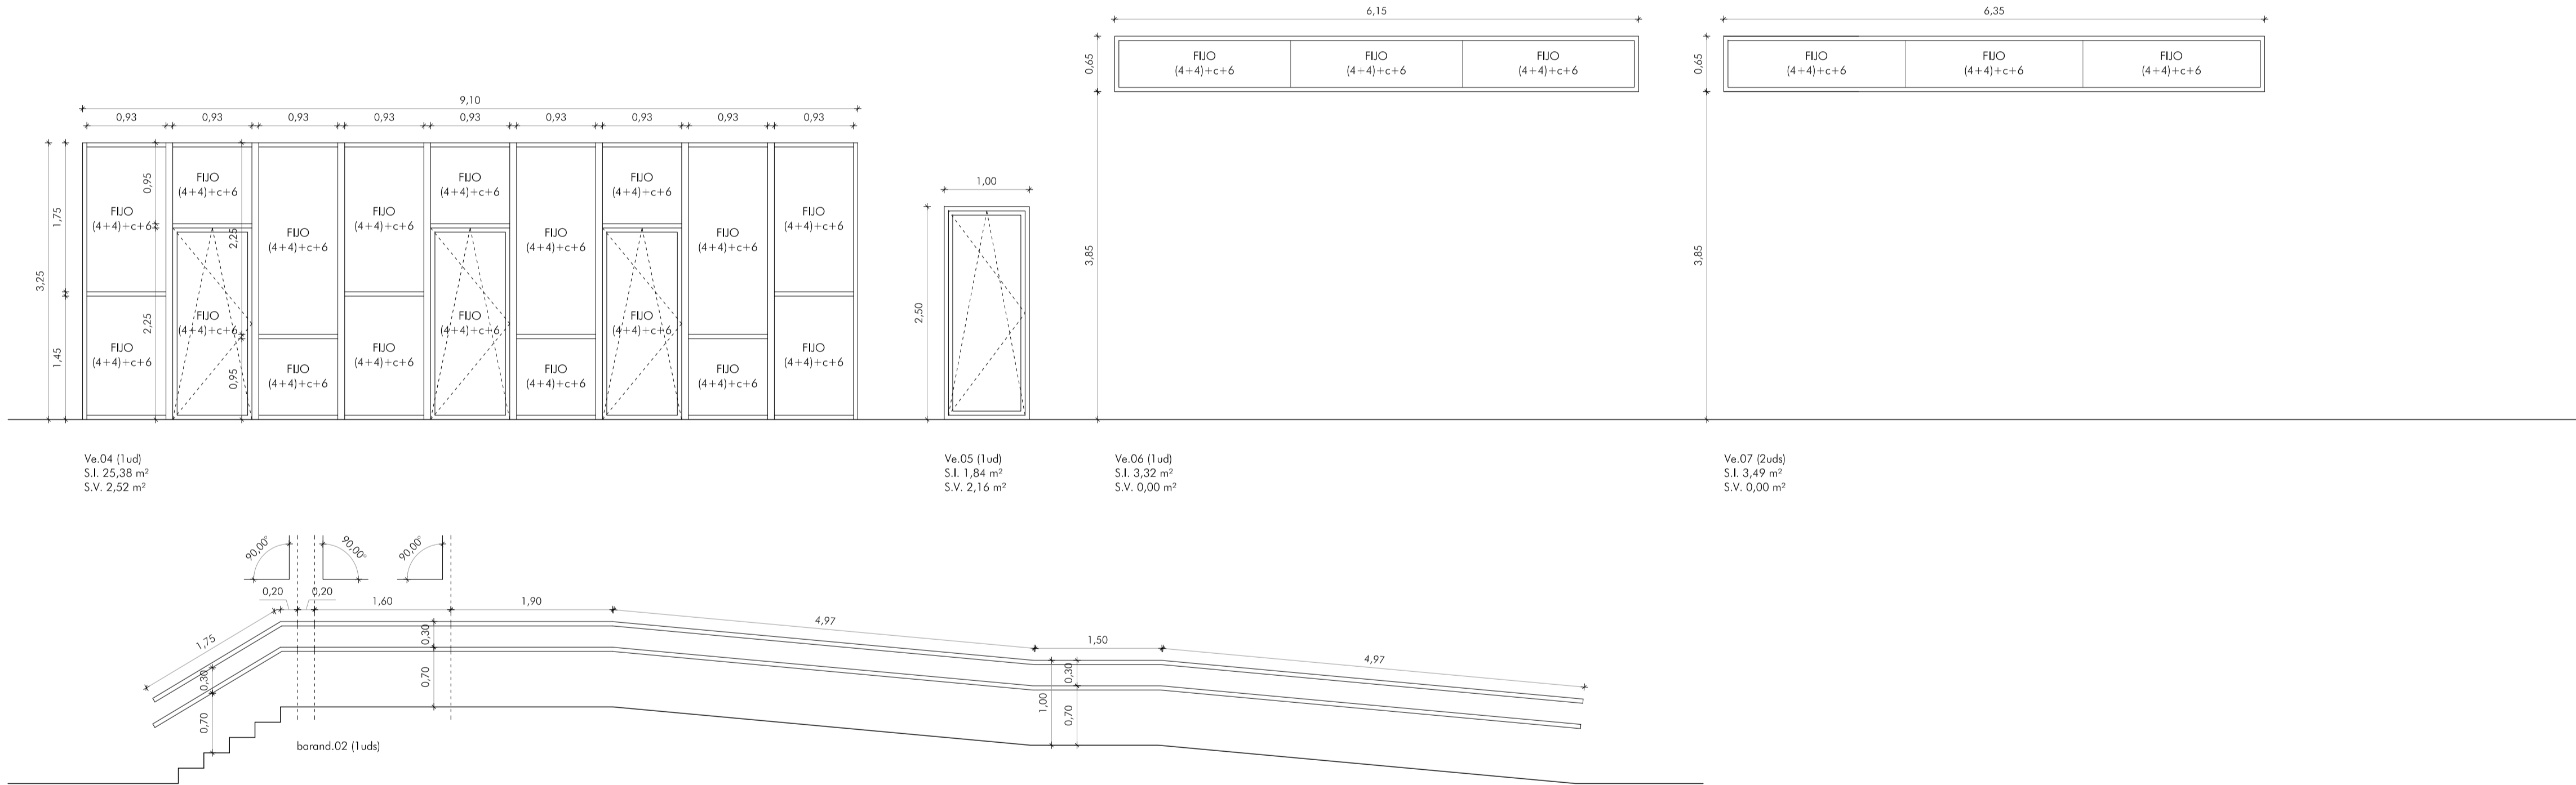 6,15
6,35
0,65
FIJO
(4+4)+c+6
FIJO
(4+4)+c+6
FIJO
(4+4)+c+6
0,65
FIJO
(4+4)+c+6
FIJO
(4+4)+c+6
FIJO
(4+4)+c+6
9,10
0,93
0,93
0,93
0,93
0,93
0,93
0,93
0,93
0,93
3,25
1,75
1,45
0,95
2,25
2,25
0,95
FIJO
(4+4)+c+6
FIJO
(4+4)+c+6
FIJO
(4+4)+c+6
FIJO
(4+4)+c+6
FIJO
(4+4)+c+6
FIJO
(4+4)+c+6
FIJO
(4+4)+c+6
FIJO
(4+4)+c+6
FIJO
(4+4)+c+6
FIJO
(4+4)+c+6
FIJO
(4+4)+c+6
FIJO
(4+4)+c+6
FIJO
(4+4)+c+6
FIJO
(4+4)+c+6
FIJO
(4+4)+c+6
FIJO
(4+4)+c+6
FIJO
(4+4)+c+6
FIJO
(4+4)+c+6
1,00
2,50
3,85
3,85
Ve.04 (1ud)
S.I. 25,38 m²
S.V. 2,52 m²
Ve.05 (1ud)
S.I. 1,84 m²
S.V. 2,16 m²
Ve.06 (1ud)
S.I. 3,32 m²
S.V. 0,00 m²
Ve.07 (2uds)
S.I. 3,49 m²
S.V. 0,00 m²
90,00°
90,00°
90,00°
0,20
0,20
1,60
1,90
4,97
1,50
4,97
1,75
0,30
0,70
0,30
0,70
1,00
0,30
0,70
barand.02 (1uds)